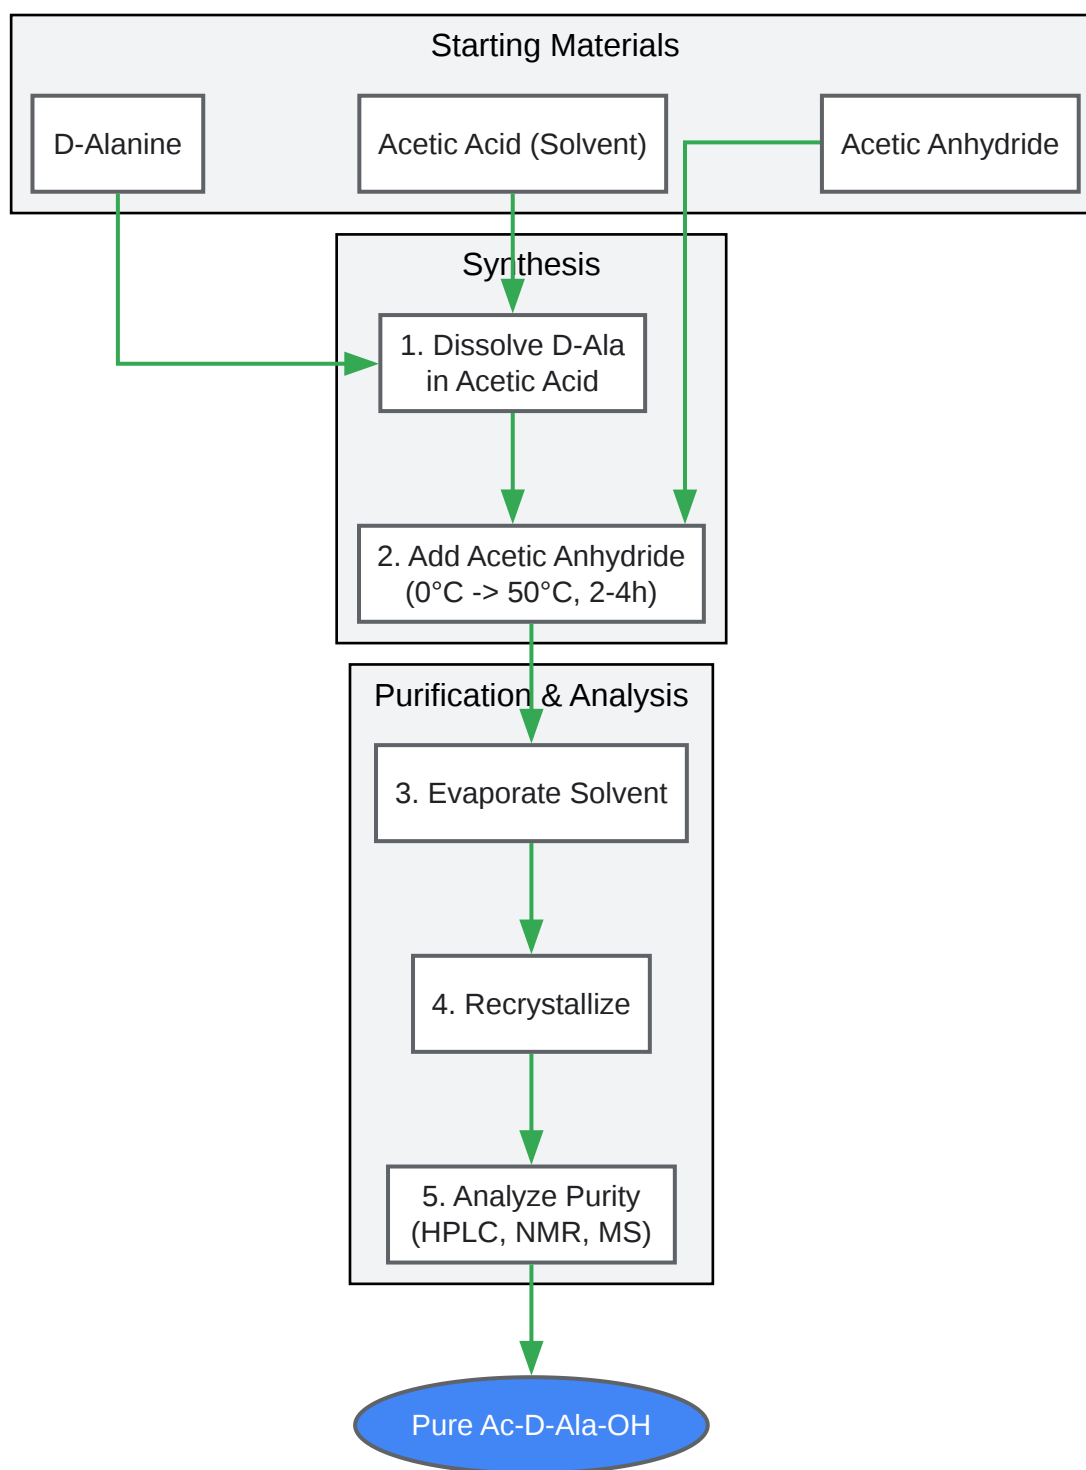 Starting Materials
D-Alanine
Acetic Acid (Solvent)
Acetic Anhydride
Synthesis
1. Dissolve D-Ala
in Acetic Acid
2. Add Acetic Anhydride
(0°C -> 50°C, 2-4h)
Purification & Analysis
3. Evaporate Solvent
4. Recrystallize
5. Analyze Purity
(HPLC, NMR, MS)
Pure Ac-D-Ala-OH